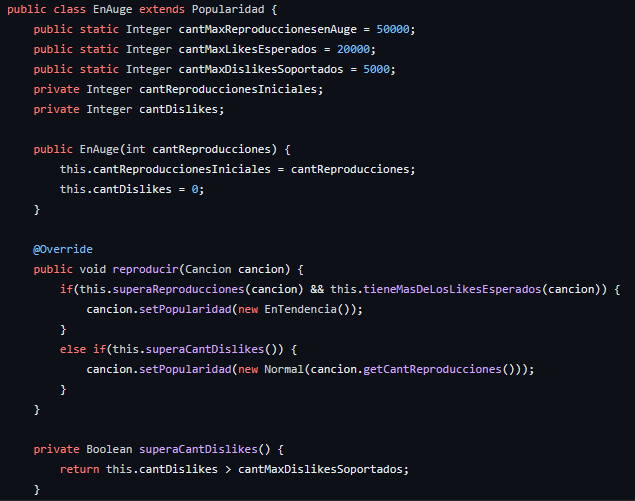 public class EnAuge extends Popularidad {
    public static Integer cantMaxReproduccionesenAuge = 50000;
    public static Integer cantMaxLikesEsperados = 20000;
    public static Integer cantMaxDislikesSoportados = 5000;
    private Integer cantReproduccionesIniciales;
    private Integer cantDislikes;

    public EnAuge(int cantReproducciones) {
        this.cantReproduccionesIniciales = cantReproducciones;
        this.cantDislikes = 0;
    }

    @Override
    public void reproducir(Cancion cancion) {
        if(this.superaReproducciones(cancion) && this.tieneMasDeLosLikesEsperados(cancion)) {
            cancion.setPopularidad(new EnTendencia());
        }
        else if(this.superaCantDislikes()) {
            cancion.setPopularidad(new Normal(cancion.getCantReproducciones()));
        }
    }

    private Boolean superaCantDislikes() {
        return this.cantDislikes > cantMaxDislikesSoportados;
    }